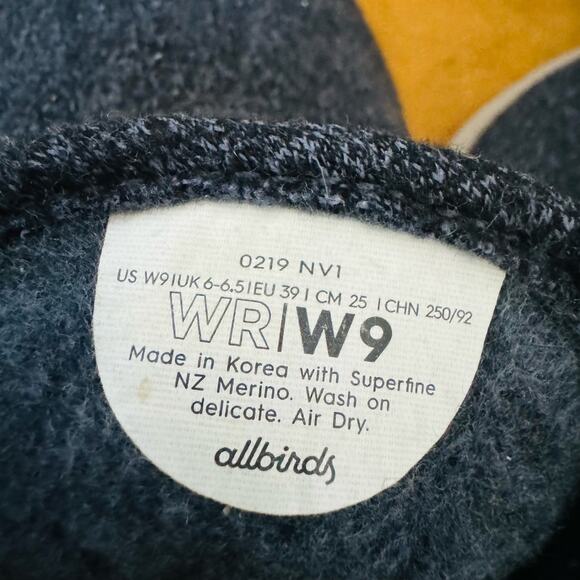 0219 NV1
US W9|UK 6-6.5|EU 39| CM 25 | CHN 250/92
WR|W9
Made in Korea with Superfine
NZ Merino. Wash on
delicate. Air Dry.
allbirds